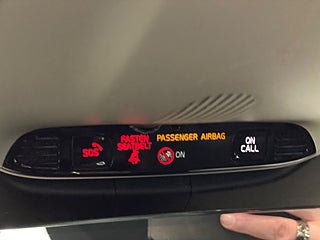 SOS
FASTEN
SEATBELT
PASSENGER AIRBAG
ON
ON
CALL